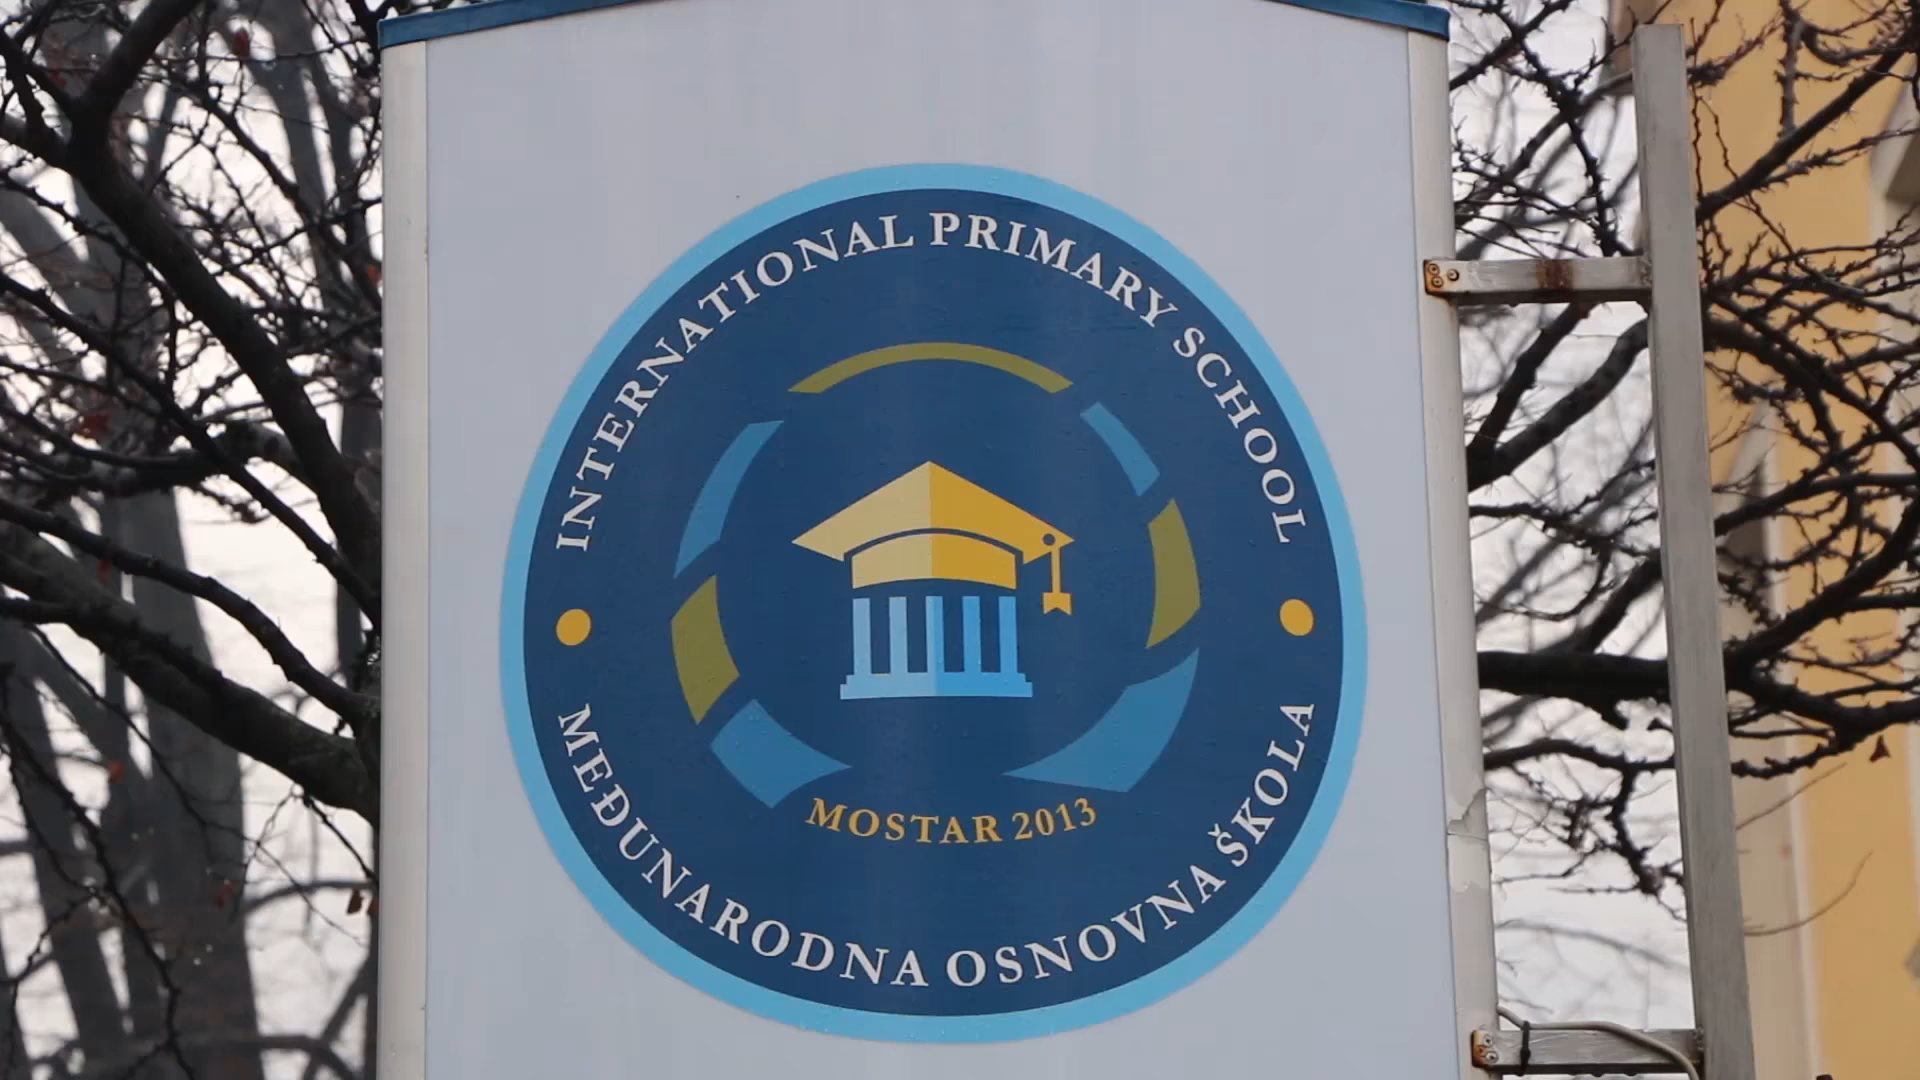 INTERNATIONAL PRIMARY SCHOOL
MOSTAR 2013
MEĐUNARODNA OSNOVNA ŠKOLA